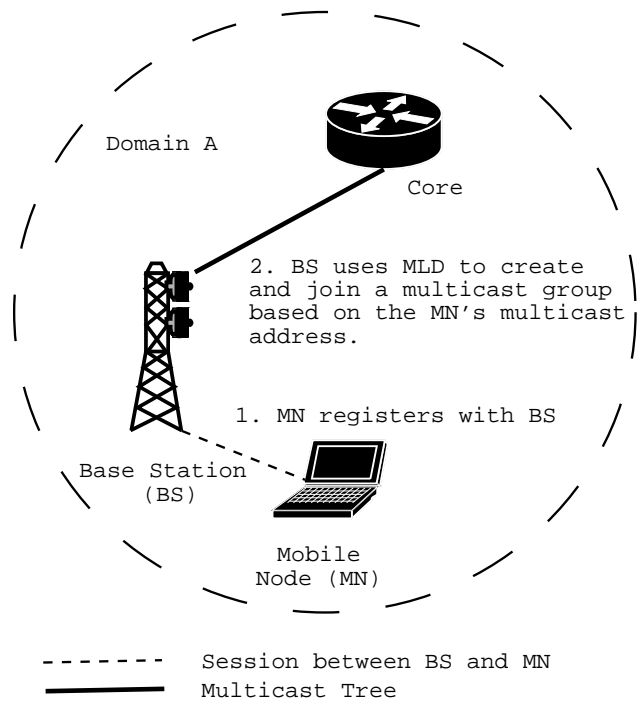 Domain A
Core
2. BS uses MLD to create
and join a multicast group
based on the MN's multicast
address.
1. MN registers with BS
Base Station
(BS)
Mobile
Node (MN)
Session between BS and MN
Multicast Tree